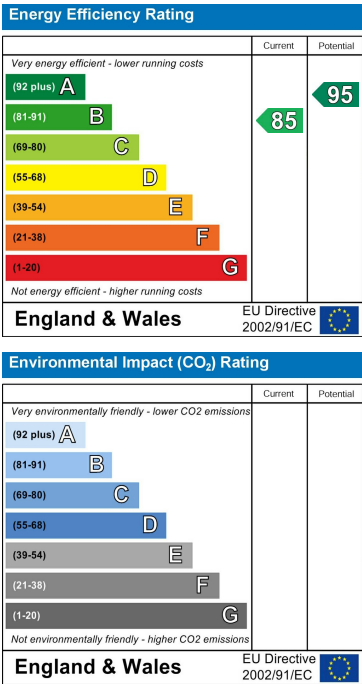 Energy Efficiency Rating
Current Potential
Very energy efficient - lower running costs
(92 plus) A
95
(81-91) B
85
(69-80) C
(55-68) D
(39-54) E
(21-38) F
(1-20) G
Not energy efficient - higher running costs
England & Wales
EU Directive
2002/91/EC
Environmental Impact (CO₂) Rating
Current Potential
Very environmentally friendly - lower CO2 emissions
(92 plus) A
(81-91) B
(69-80) C
(55-68) D
(39-54) E
(21-38) F
(1-20) G
Not environmentally friendly - higher CO2 emissions
England & Wales
EU Directive
2002/91/EC